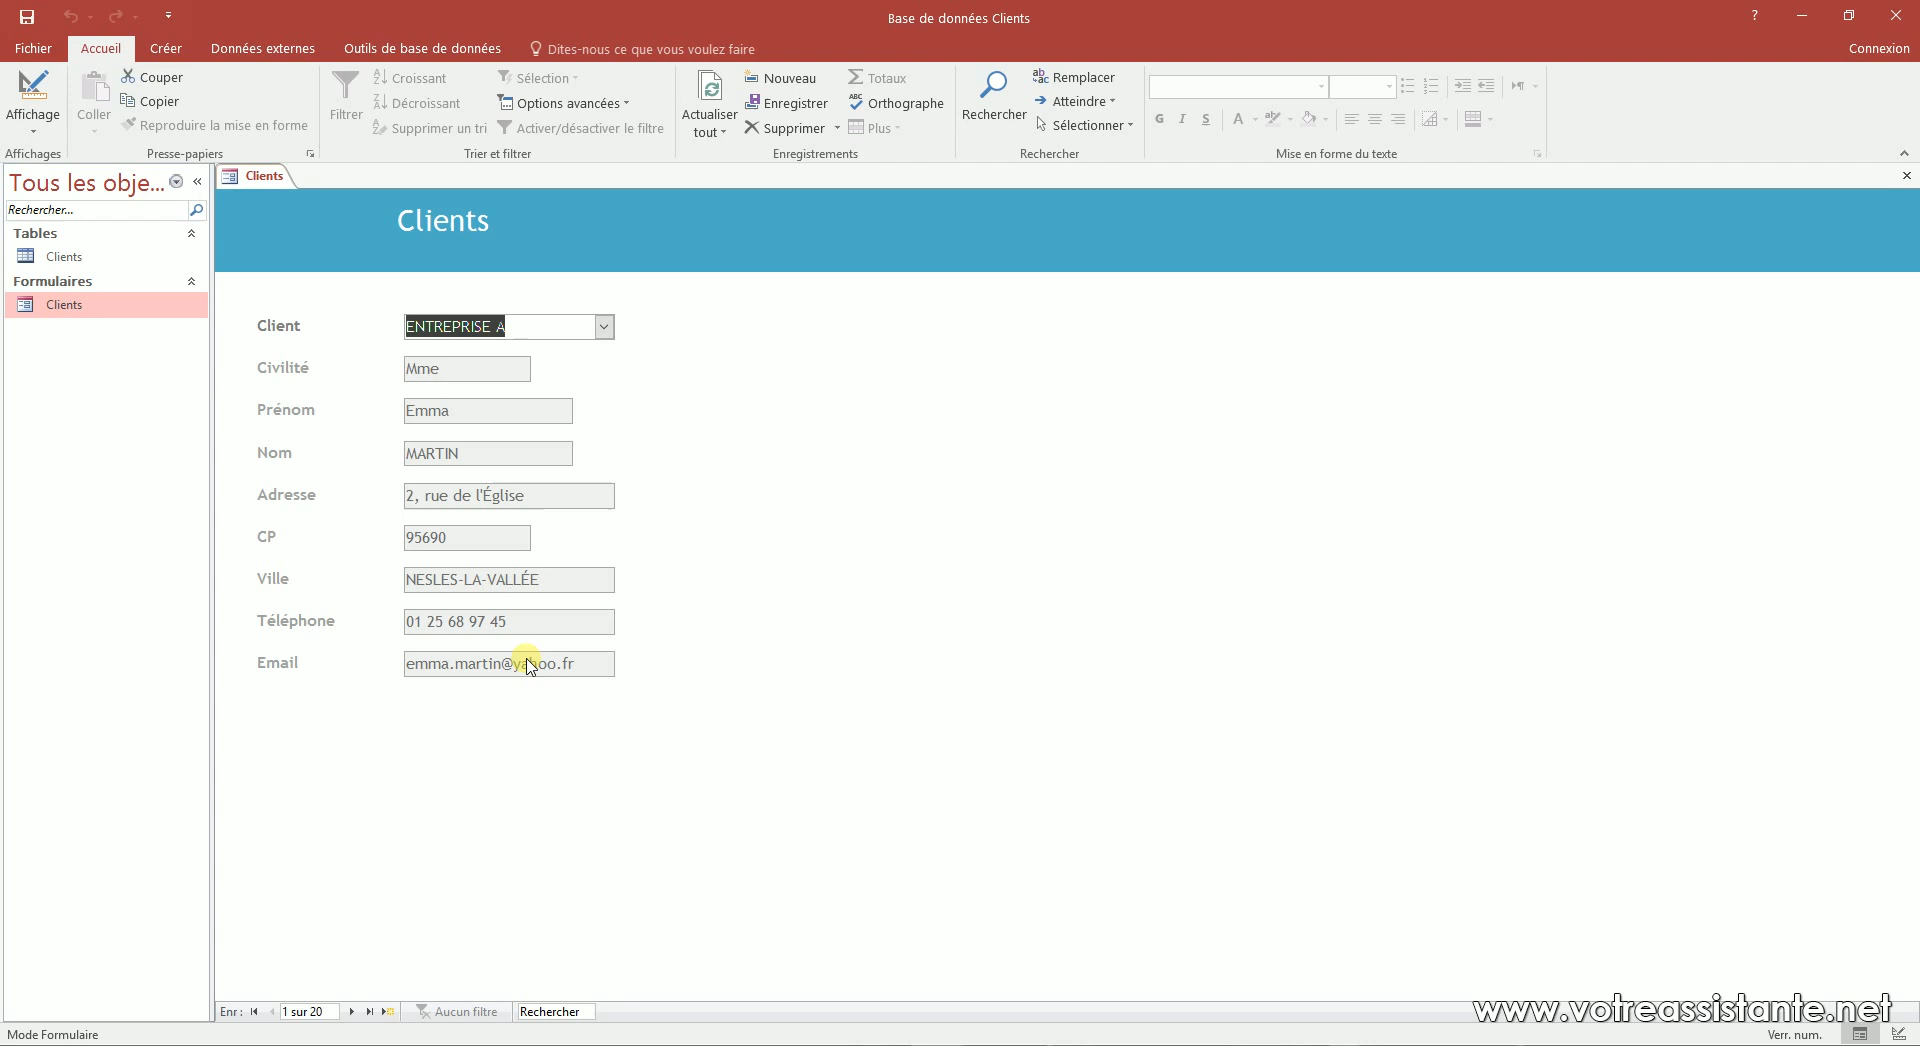 Base de données Clients
?
Fichier Accueil Créer Données externes Outils de base de données Dites-nous ce que vous voulez faire Connexion
Affichage
Affichages
Coller
Couper
Copier
Reproduire la mise en forme
Presse-papiers
Filtrer
Croissant
Décroissant
Supprimer un tri
Sélection
Options avancées
Activer/désactiver le filtre
Trier et filtrer
Actualiser
tout
Nouveau
Enregistrer
Supprimer
Totaux
Orthographe
Plus
Enregistrements
Rechercher
Remplacer
Atteindre
Sélectionner
Rechercher
G I S A
Mise en forme du texte
Tous les obje...
Rechercher...
Tables
Clients
Formulaires
Clients
Clients
Clients
Client ENTREPRISE A
Civilité Mme
Prénom Emma
Nom MARTIN
Adresse 2, rue de l'Église
CP 95690
Ville NESLES-LA-VALLÉE
Téléphone 01 25 68 97 45
Email emma.martin@yahoo.fr
Enr : 1 sur 20 Aucun filtre Rechercher
www.votreassistante.net
Mode Formulaire Verr. num.